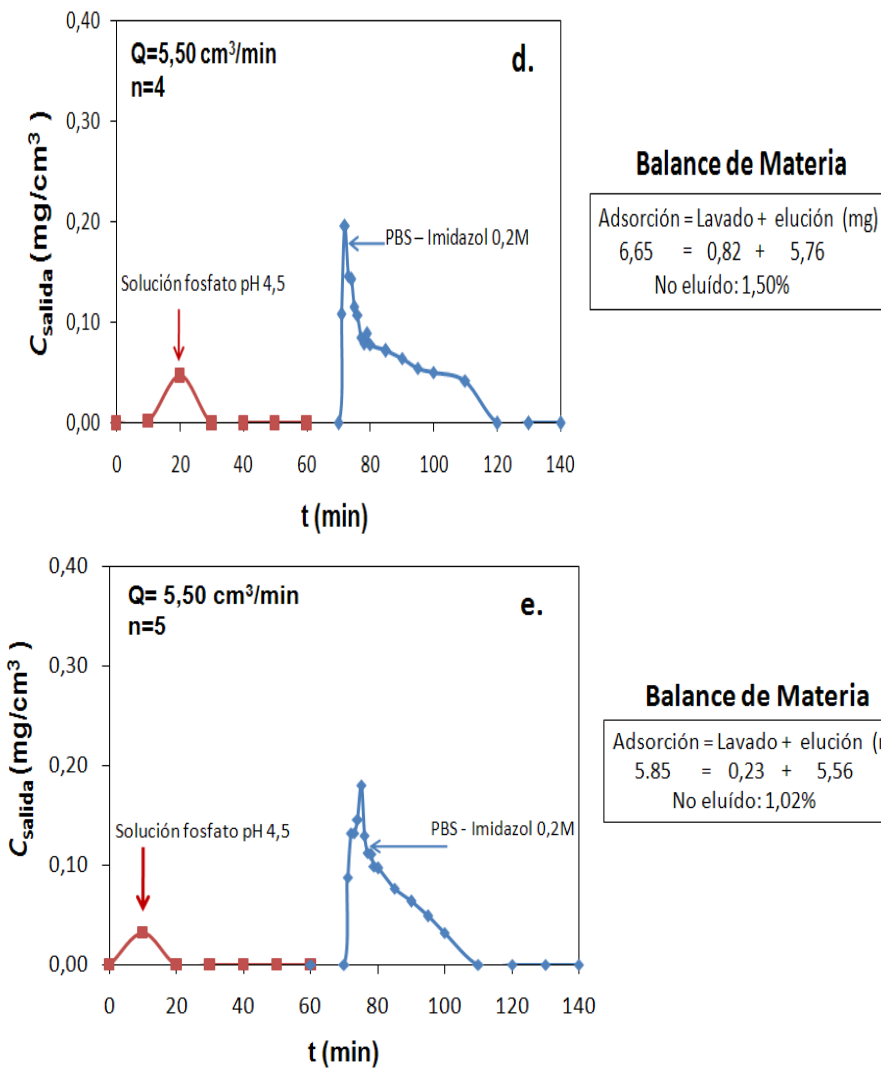 0,40
Q=5,50 cm³/min
n=4
d.
0,30
0,20
0,10
0,00
C salida (mg/cm³)
PBS – Imidazol 0,2M
Solución fosfato pH 4,5
0 20 40 60 80 100 120 140
t (min)
Balance de Materia
Adsorción = Lavado + elución (mg)
6,65 = 0,82 + 5,76
No eluído: 1,50%
0,40
Q= 5,50 cm³/min
n=5
e.
0,30
0,20
0,10
0,00
C salida (mg/cm³)
Solución fosfato pH 4,5
PBS - Imidazol 0,2M
0 20 40 60 80 100 120 140
t (min)
Balance de Materia
Adsorción = Lavado + elución (
5.85 = 0,23 + 5,56
No eluído: 1,02%